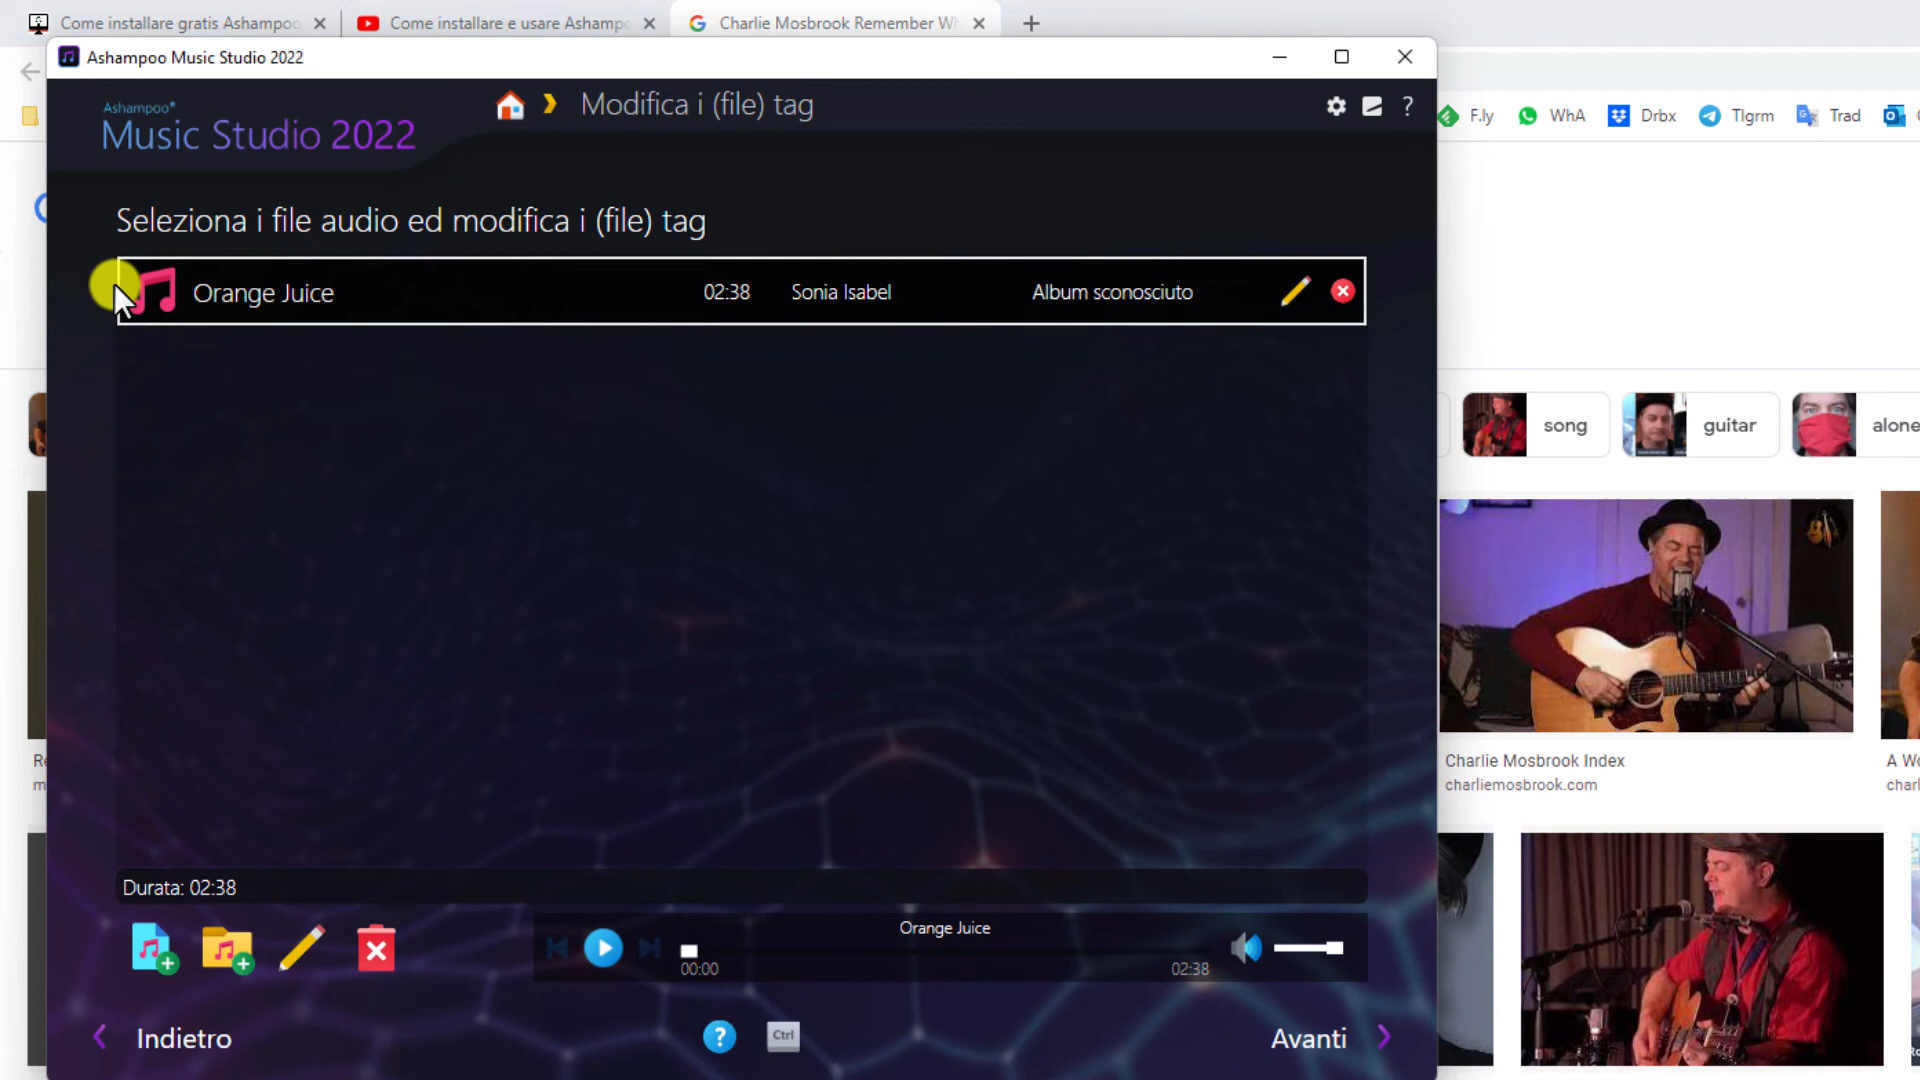 Come installare gratis Ashampoo
Come installare e usare Ashampo
Charlie Mosbrook Remember Wh
Ashampoo Music Studio 2022
Ashampoo®
Music Studio 2022
Modifica i (file) tag
?
F.ly
WhA
Drbx
Tlgrm
Trad
Seleziona i file audio ed modifica i (file) tag
Orange Juice 02:38 Sonia Isabel Album sconosciuto
song
guitar
alone
Charlie Mosbrook Index
charliemosbrook.com
A Wo
charl
Durata: 02:38
Orange Juice
00:00
02:38
Indietro
?
Ctrl
Avanti